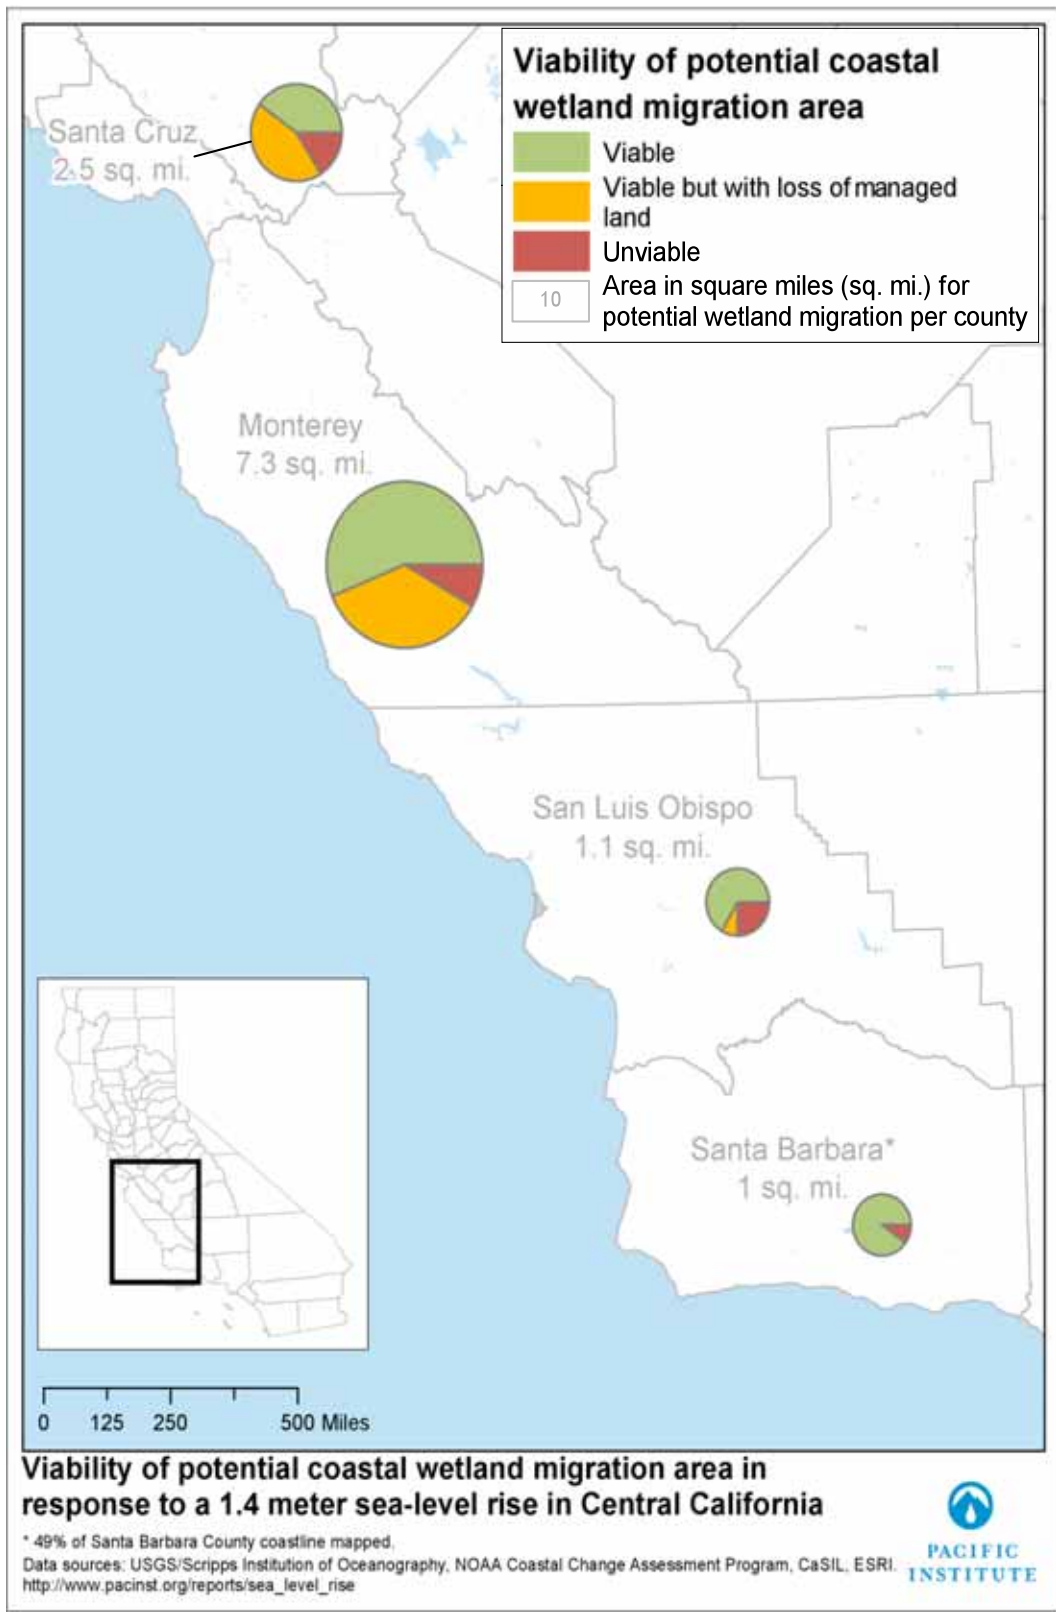 Viability of potential coastal
wetland migration area
Viable
Viable but with loss of managed
land
Unviable
10
Area in square miles (sq. mi.) for
potential wetland migration per county
Santa Cruz
2.5 sq. mi.
Monterey
7.3 sq. mi.
San Luis Obispo
1.1 sq. mi.
Santa Barbara*
1 sq. mi.
0 125 250 500 Miles
Viability of potential coastal wetland migration area in
response to a 1.4 meter sea-level rise in Central California
* 49% of Santa Barbara County coastline mapped.
Data sources: USGS/Scripps Institution of Oceanography, NOAA Coastal Change Assessment Program, CaSIL, ESRI.
http://www.pacinst.org/reports/sea_level_rise
PACIFIC
INSTITUTE